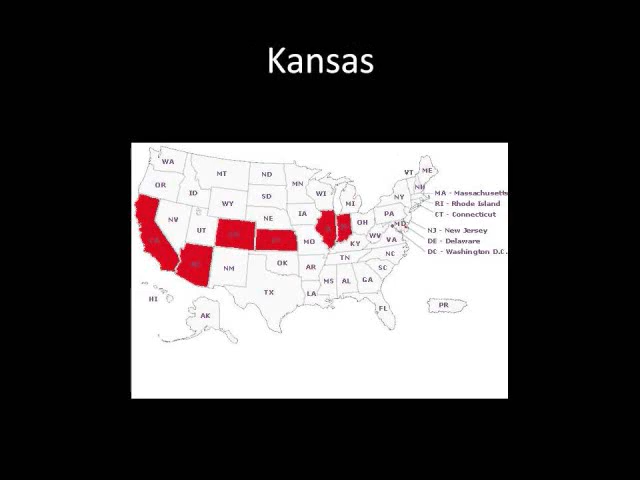 Kansas
WA
MT
ND
MN
VT
ME
OR
ID
SD
WI
MI
NY
NH
MA - Massachusetts
WY
RI - Rhode Island
NV
NE
IA
OH
PA
CT - Connecticut
UT
MD
NJ - New Jersey
MO
KY
WV
VA
DE - Delaware
NC
DC - Washington D.C.
NM
OK
AR
TN
SC
TX
MS
AL
GA
LA
HI
FL
PR
AK